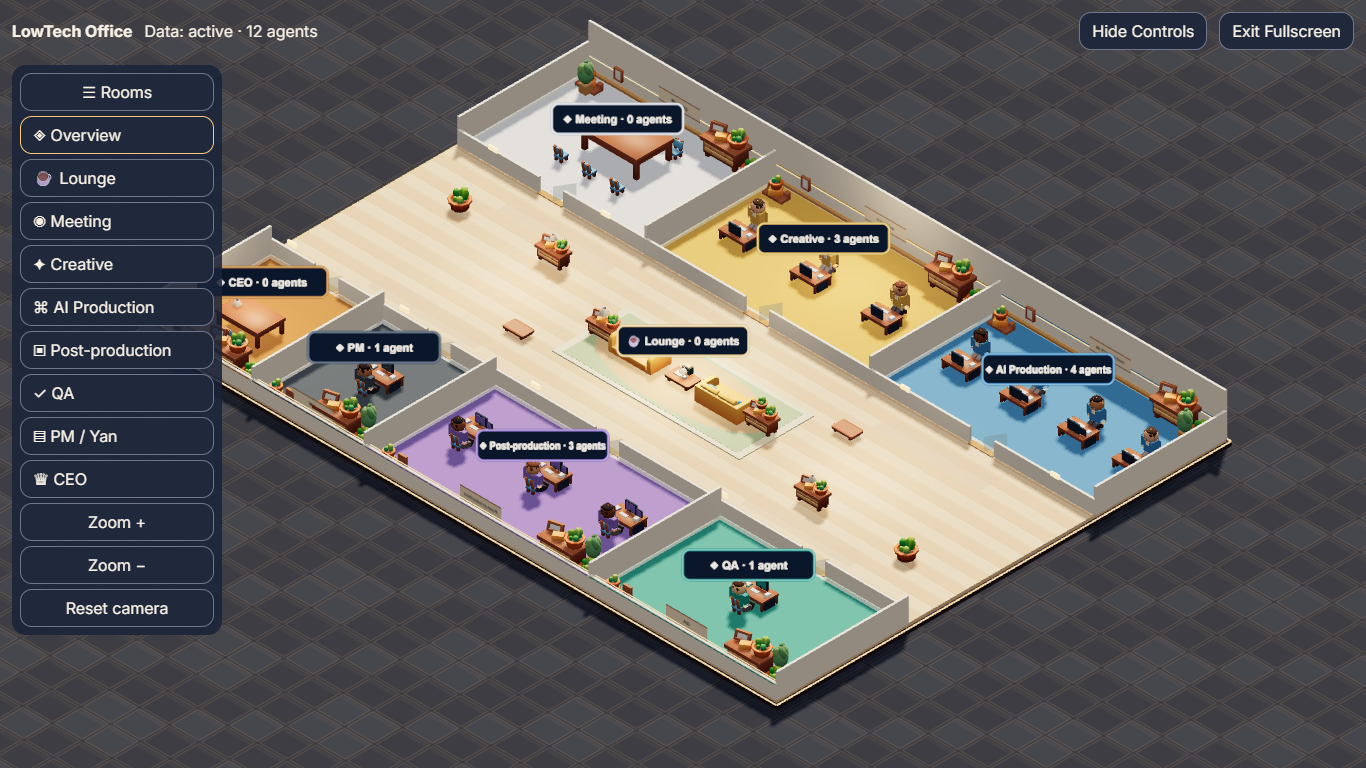 LowTech Office Data: active · 12 agents
Hide Controls
Exit Fullscreen
☰ Rooms
◈ Overview
☕ Lounge
◉ Meeting
✦ Creative
⌘ AI Production
▣ Post-production
✓ QA
▤ PM / Yan
♛ CEO
Zoom +
Zoom −
Reset camera
◆ Meeting · 0 agents
◆ Creative · 3 agents
◆ CEO · 0 agents
◆ PM · 1 agent
☕ Lounge · 0 agents
◆ AI Production · 4 agents
◆ Post-production · 3 agents
◆ QA · 1 agent